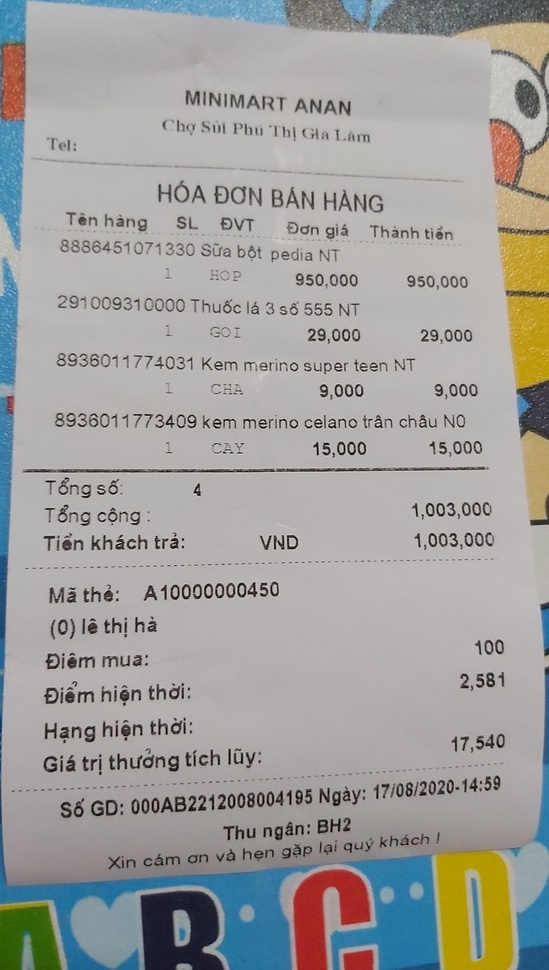 MINIMART ANAN
Chợ Sủi Phú Thị Gia Lâm
Tel:
HÓA ĐƠN BÁN HÀNG
Tên hàng SL ĐVT Đơn giá Thành tiền
8886451071330 Sữa bột pedia NT
1 HOP 950,000 950,000
291009310000 Thuốc lá 3 số 555 NT
1 GOI 29,000 29,000
8936011774031 Kem merino super teen NT
1 CHA 9,000 9,000
8936011773409 kem merino celano trân châu N0
1 CAY 15,000 15,000
Tổng số: 4
Tổng cộng : 1,003,000
Tiền khách trả: VND 1,003,000
Mã thẻ: A10000000450
(0) lê thị hà
Điểm mua: 100
Điểm hiện thời: 2,581
Hạng hiện thời:
Giá trị thưởng tích lũy: 17,540
Số GD: 000AB2212008004195 Ngày: 17/08/2020-14:59
Thu ngân: BH2
Xin cám ơn và hẹn gặp lại quý khách !
A B C D